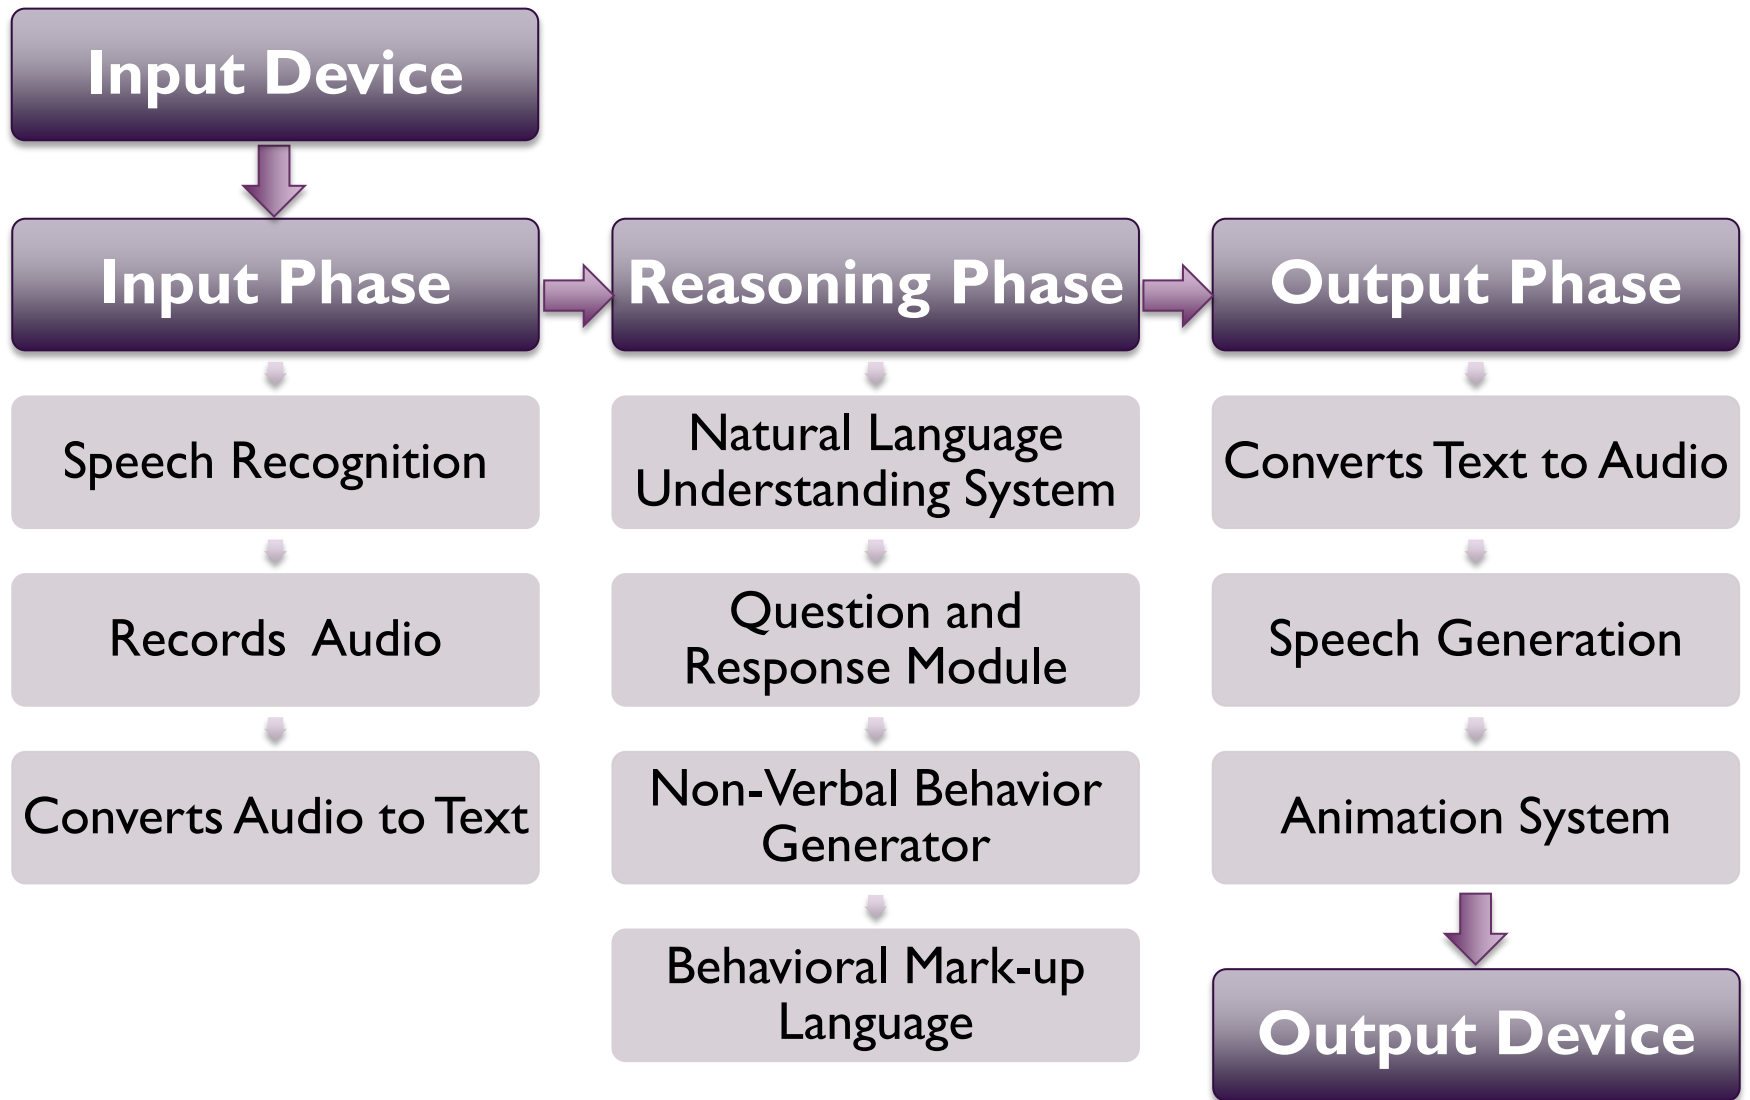 Input Device
Input Phase
Speech Recognition
Records  Audio
Converts Audio to Text
Reasoning Phase
Natural Language
Understanding System
Question and
Response Module
Non-Verbal Behavior
Generator
Behavioral Mark-up
Language
Output Phase
Converts Text to Audio
Speech Generation
Animation System
Output Device